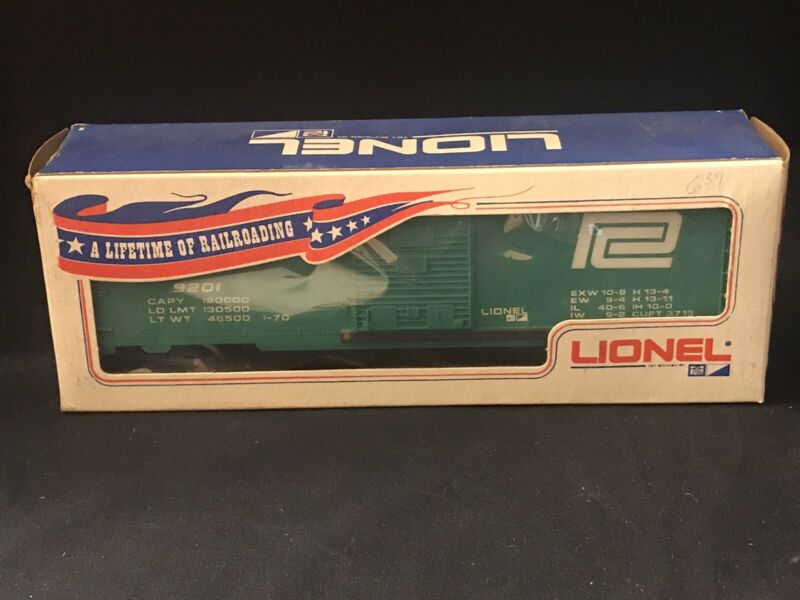 LIONEL
639
A LIFETIME OF RAILROADING
9201
CAPY 120000
LD LMT 130500
LT WT 46500 1-70
LIONEL
EXW 10-8 H 13-4
EW 9-4 H 13-11
IL 40-6 IH 10-0
IW 9-2 CUFT 3715
LIONEL